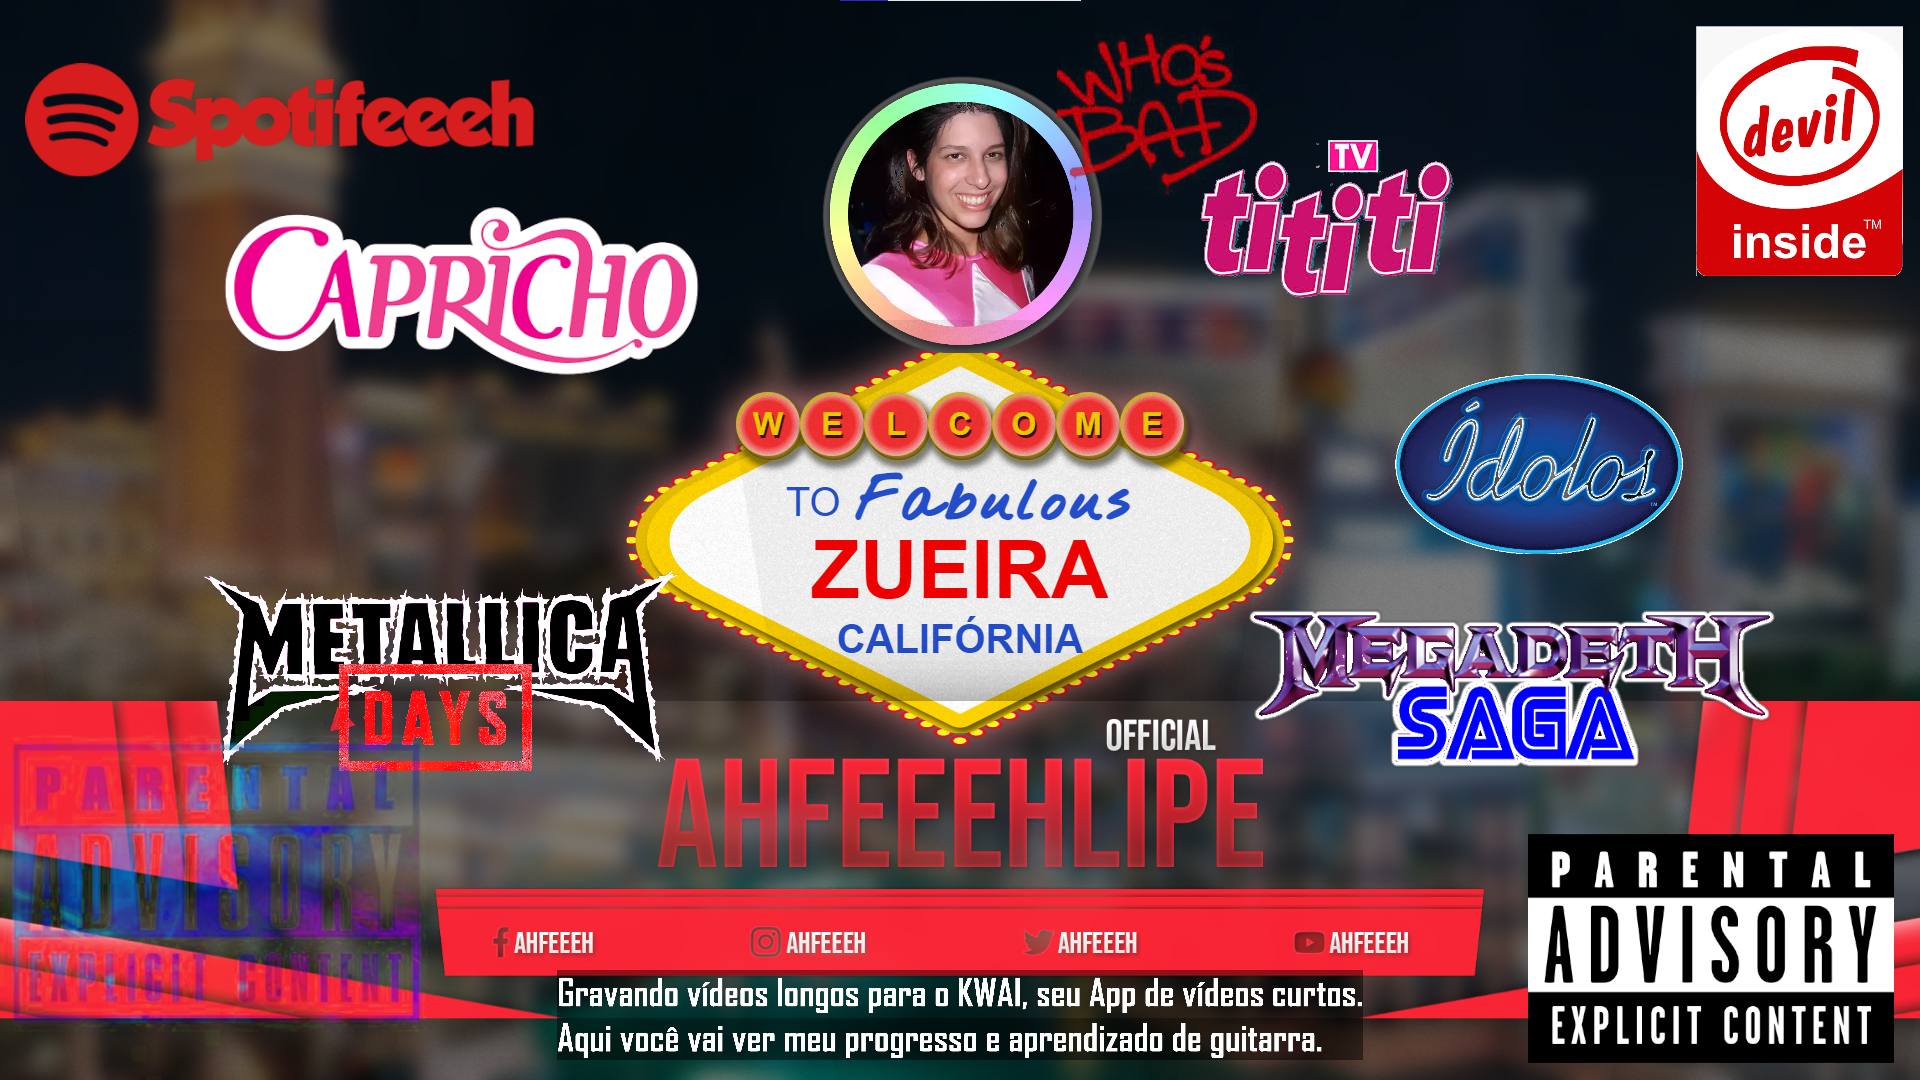 Spotifeeeh
WHO'S
BAD
TV
tititi
devil
inside™
CAPRICHO
WELCOME
TO Fabulous
ZUEIRA
CALIFÓRNIA
Ídolos™
METALLICA
DAYS
MEGADETH
SAGA
OFFICIAL
AHFEEEHLIPE
PARENTAL
ADVISORY
EXPLICIT CONTENT
AHFEEEH
AHFEEEH
AHFEEEH
AHFEEEH
Gravando vídeos longos para o KWAI, seu App de vídeos curtos.
Aqui você vai ver meu progresso e aprendizado de guitarra.
PARENTAL
ADVISORY
EXPLICIT CONTENT